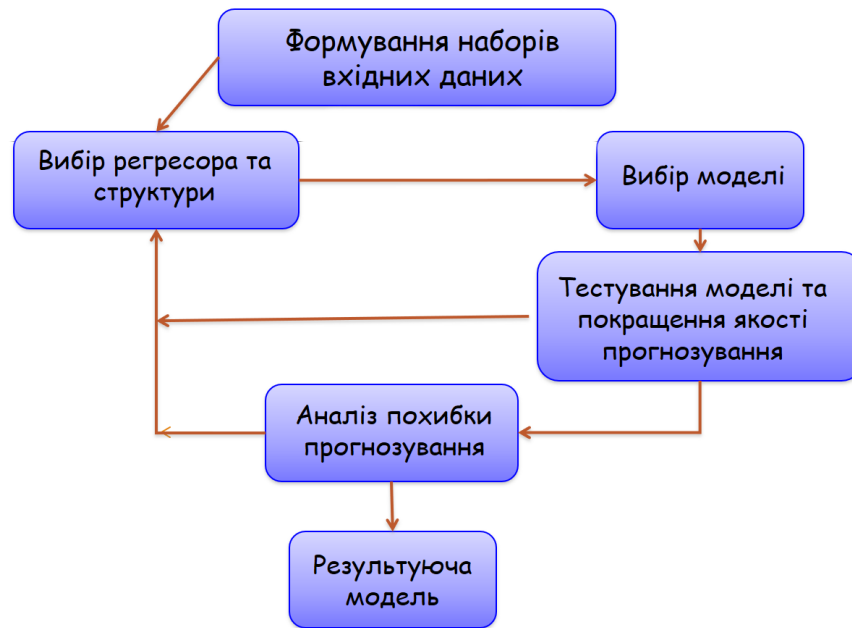 Формування наборів
вхідних даних
Вибір регресора та
структури
Вибір моделі
Тестування моделі та
покращення якості
прогнозування
Аналіз похибки
прогнозування
Результуюча
модель